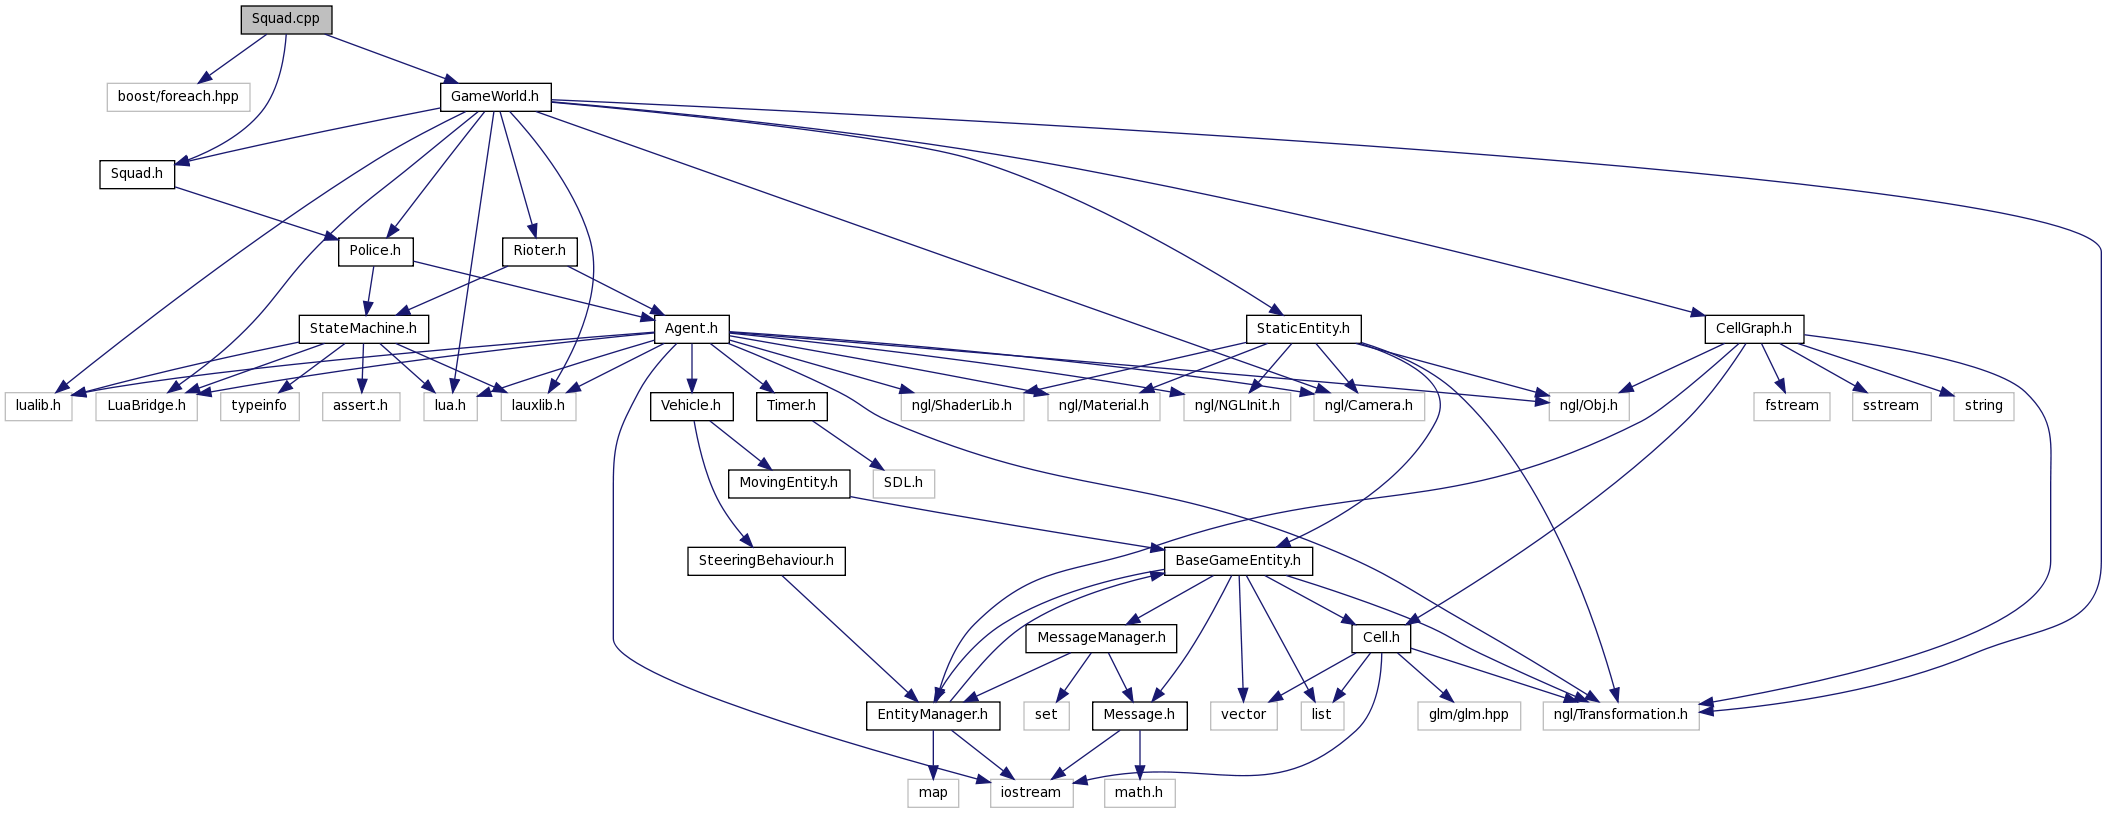 Squad.cpp
boost/foreach.hpp
GameWorld.h
Squad.h
Police.h
Rioter.h
StateMachine.h
Agent.h
StaticEntity.h
CellGraph.h
lualib.h
LuaBridge.h
typeinfo
assert.h
lua.h
lauxlib.h
Vehicle.h
Timer.h
ngl/ShaderLib.h
ngl/Material.h
ngl/NGLInit.h
ngl/Camera.h
ngl/Obj.h
fstream
sstream
string
MovingEntity.h
SDL.h
SteeringBehaviour.h
BaseGameEntity.h
MessageManager.h
Cell.h
EntityManager.h
set
Message.h
vector
list
glm/glm.hpp
ngl/Transformation.h
map
iostream
math.h